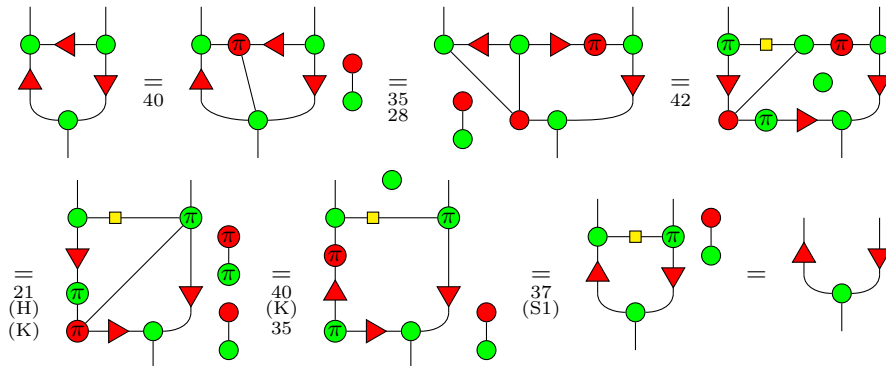 π π π π
= 40 = 35 28 = 42
π
π π
π
π
π
π
π
π
π
= 21 (H) (K) = 40 (K) 35 = 37 (S1) =